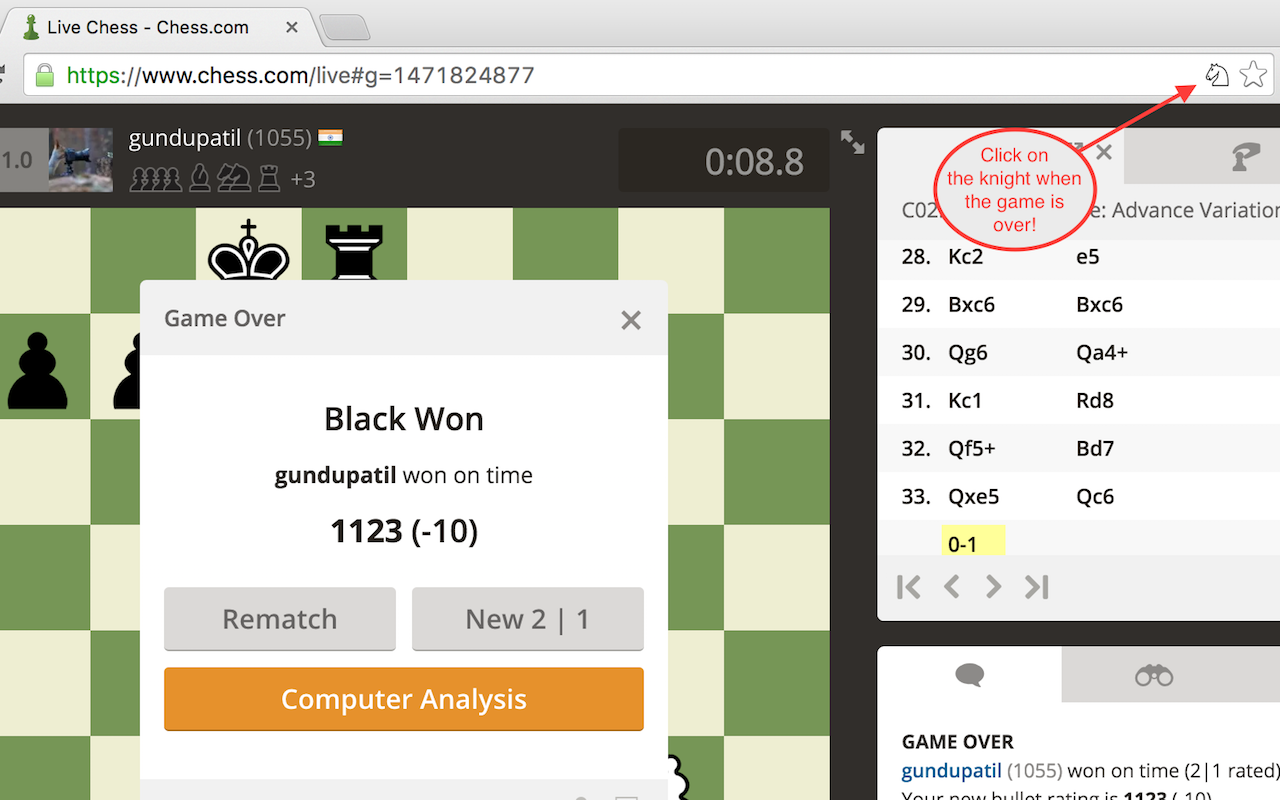 Live Chess - Chess.com
https://www.chess.com/live#g=1471824877
1.0
gundupatil (1055)
+3
0:08.8
Click on
the knight when
the game is
over!
C02: e: Advance Variation
28. Kc2 e5
29. Bxc6 Bxc6
30. Qg6 Qa4+
31. Kc1 Rd8
32. Qf5+ Bd7
33. Qxe5 Qc6
0-1
Game Over
Black Won
gundupatil won on time
1123 (-10)
Rematch
New 2 | 1
Computer Analysis
GAME OVER
gundupatil (1055) won on time (2|1 rated)
Your new bullet rating is 1123 (-10)